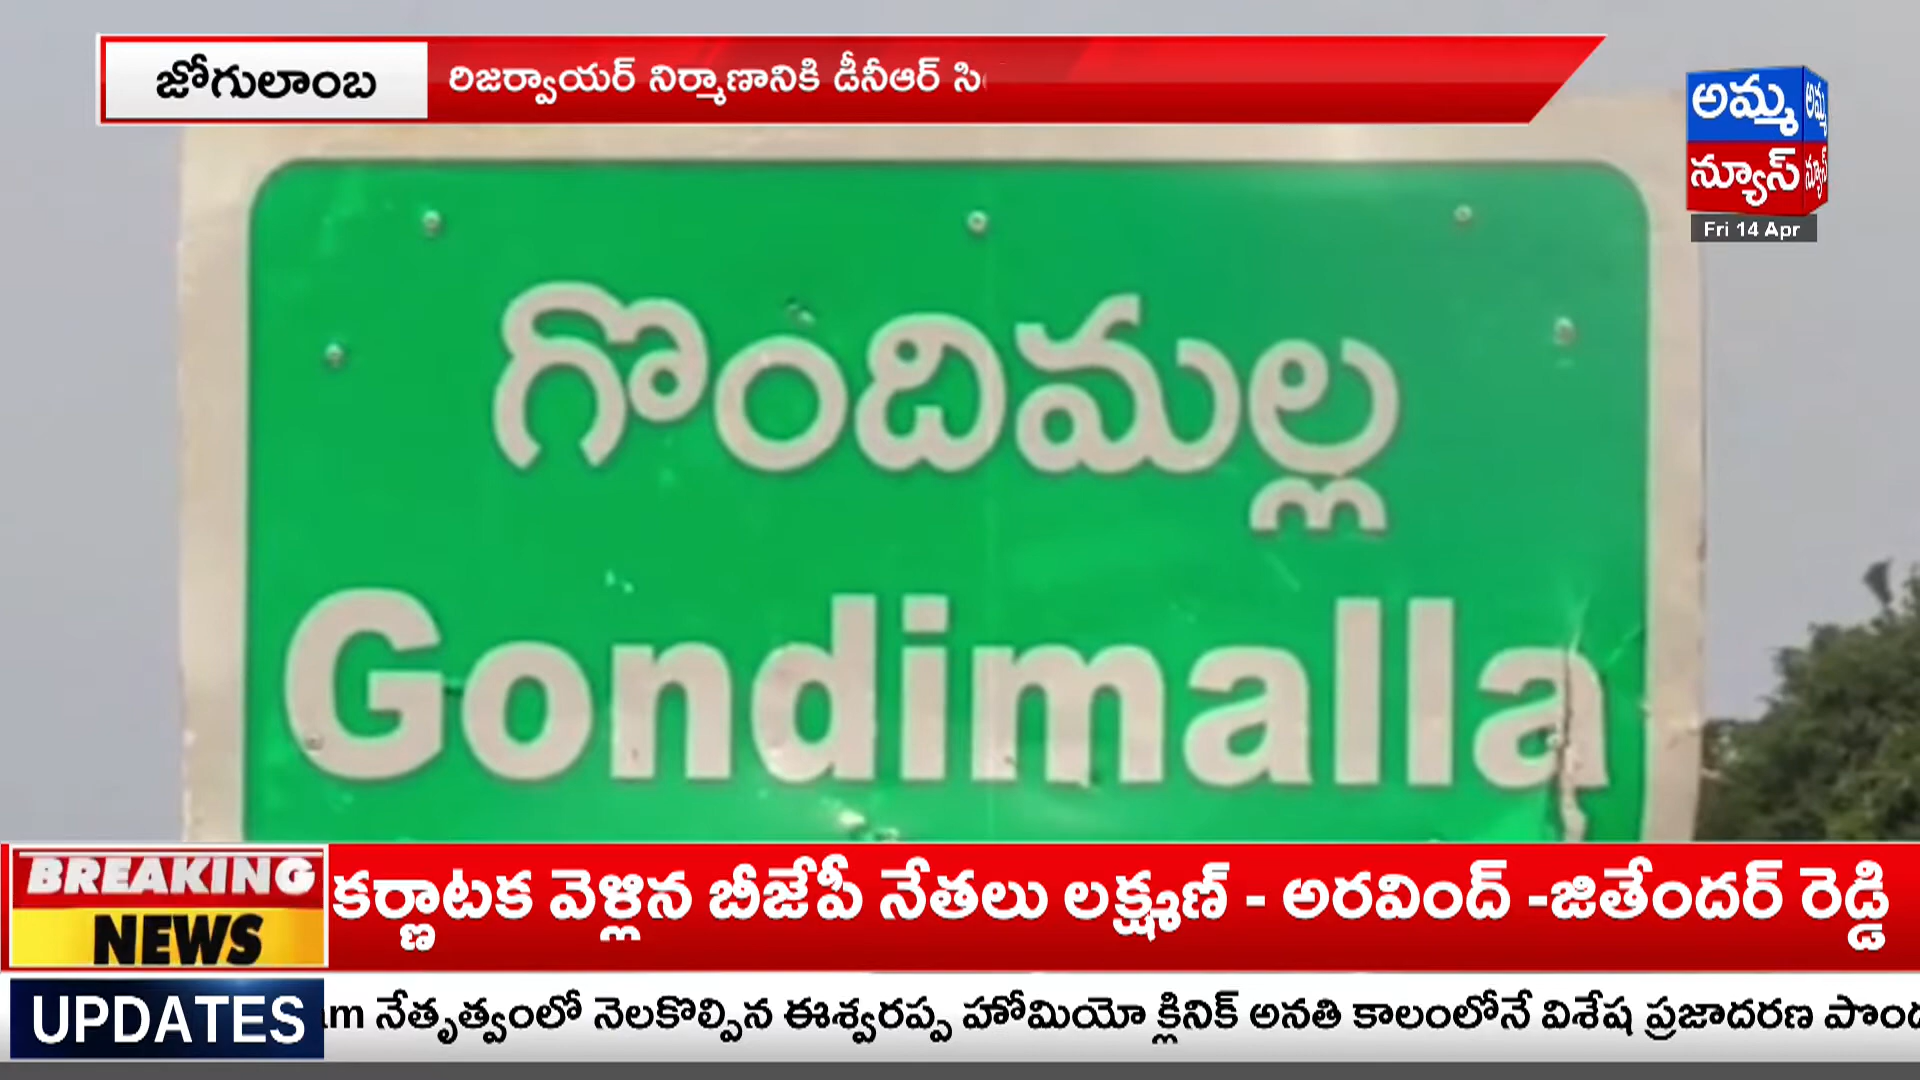 జోగులాంబ
రిజర్వాయర్ నిర్మాణానికి డీనీఆర్
అమ్మ
న్యూస్
Fri 14 Apr
గొందిమల్ల
Gondimalla
BREAKING
NEWS
కర్ణాటక వెళ్లిన బీజేపీ నేతలు లక్ష్మణ్ - అరవింద్ -జితేందర్ రెడ్డి
UPDATES
నేతృత్వంలో నెలకొల్పిన ఈశ్వరప్ప హోమియో క్లినిక్ అనతి కాలంలోనే విశేష ప్రజాదరణ